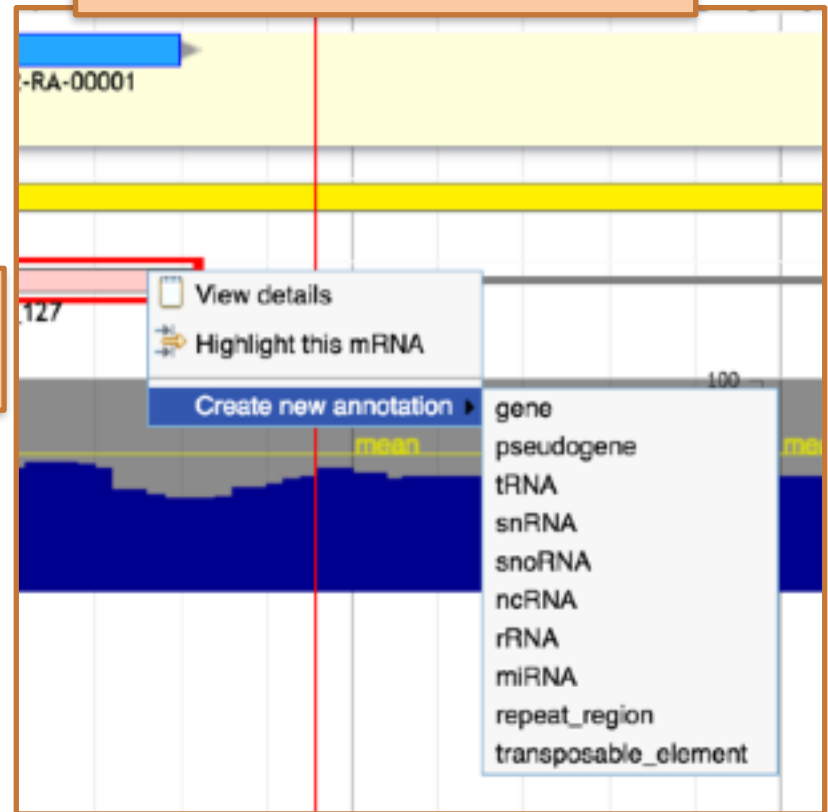 -RA-00001
127
View details
Highlight this mRNA
Create new annotation
100
mean
gene
pseudogene
tRNA
snRNA
snoRNA
ncRNA
rRNA
miRNA
repeat_region
transposable_element